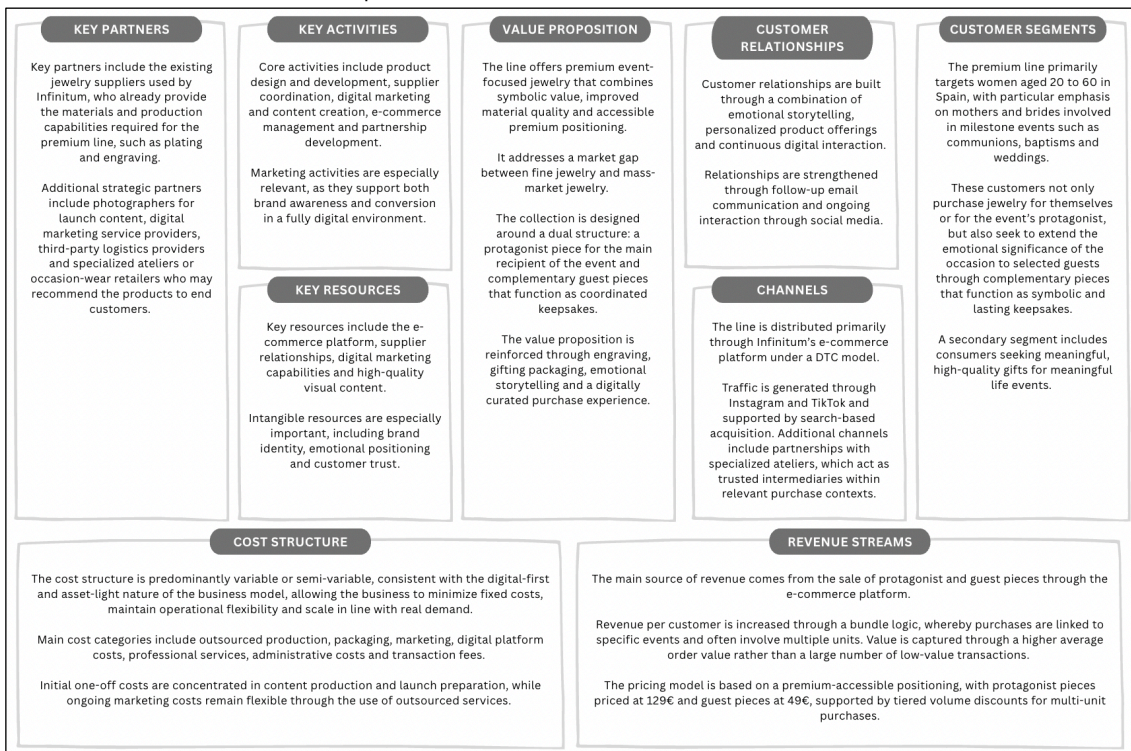 KEY PARTNERS
Key partners include the existing
jewelry suppliers used by
Infinitum, who already provide
the materials and production
capabilities required for the
premium line, such as plating
and engraving.
Additional strategic partners
include photographers for
launch content, digital
marketing service providers,
third-party logistics providers
and specialized ateliers or
occasion-wear retailers who may
recommend the products to end
customers.
KEY ACTIVITIES
Core activities include product
design and development, supplier
coordination, digital marketing
and content creation, e-commerce
management and partnership
development.
Marketing activities are especially
relevant, as they support both
brand awareness and conversion
in a fully digital environment.
KEY RESOURCES
Key resources include the e-
commerce platform, supplier
relationships, digital marketing
capabilities and high-quality
visual content.
Intangible resources are especially
important, including brand
identity, emotional positioning
and customer trust.
VALUE PROPOSITION
The line offers premium event-
focused jewelry that combines
symbolic value, improved
material quality and accessible
premium positioning.
It addresses a market gap
between fine jewelry and mass-
market jewelry.
The collection is designed
around a dual structure: a
protagonist piece for the main
recipient of the event and
complementary guest pieces
that function as coordinated
keepsakes.
The value proposition is
reinforced through engraving,
gifting packaging, emotional
storytelling and a digitally
curated purchase experience.
CUSTOMER
RELATIONSHIPS
Customer relationships are built
through a combination of
emotional storytelling,
personalized product offerings
and continuous digital interaction.
Relationships are strengthened
through follow-up email
communication and ongoing
interaction through social media.
CHANNELS
The line is distributed primarily
through Infinitum's e-commerce
platform under a DTC model.
Traffic is generated through
Instagram and TikTok and
supported by search-based
acquisition. Additional channels
include partnerships with
specialized ateliers, which act as
trusted intermediaries within
relevant purchase contexts.
CUSTOMER SEGMENTS
The premium line primarily
targets women aged 20 to 60 in
Spain, with particular emphasis
on mothers and brides involved
in milestone events such as
communions, baptisms and
weddings.
These customers not only
purchase jewelry for themselves
or for the event's protagonist,
but also seek to extend the
emotional significance of the
occasion to selected guests
through complementary pieces
that function as symbolic and
lasting keepsakes.
A secondary segment includes
consumers seeking meaningful,
high-quality gifts for meaningful
life events.
COST STRUCTURE
The cost structure is predominantly variable or semi-variable, consistent with the digital-first
and asset-light nature of the business model, allowing the business to minimize fixed costs,
maintain operational flexibility and scale in line with real demand.
Main cost categories include outsourced production, packaging, marketing, digital platform
costs, professional services, administrative costs and transaction fees.
Initial one-off costs are concentrated in content production and launch preparation, while
ongoing marketing costs remain flexible through the use of outsourced services.
REVENUE STREAMS
The main source of revenue comes from the sale of protagonist and guest pieces through the
e-commerce platform.
Revenue per customer is increased through a bundle logic, whereby purchases are linked to
specific events and often involve multiple units. Value is captured through a higher average
order value rather than a large number of low-value transactions.
The pricing model is based on a premium-accessible positioning, with protagonist pieces
priced at 129€ and guest pieces at 49€, supported by tiered volume discounts for multi-unit
purchases.